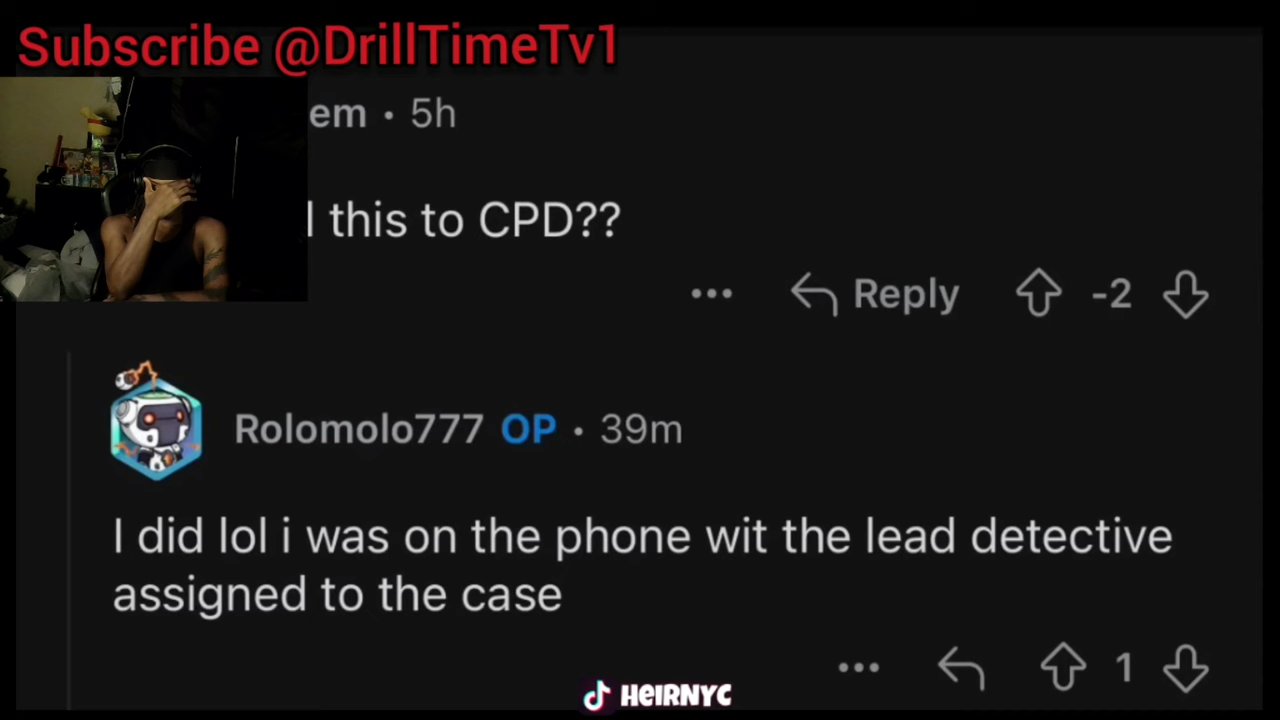 Subscribe @DrillTimeTv1
em • 5h
this to CPD??
Reply -2
Rolomolo777 OP • 39m
I did lol i was on the phone wit the lead detective
assigned to the case
1
HEIRNYC